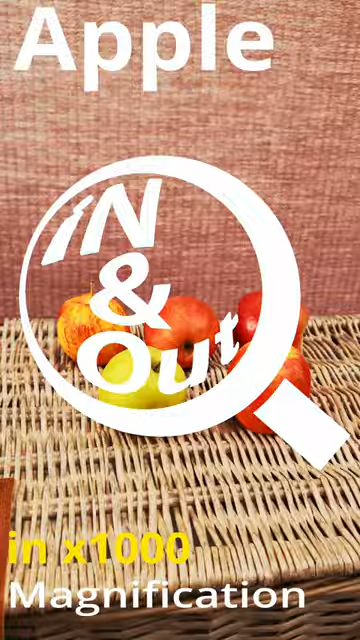 Apple
iN
&
Out
in x1000
Magnification